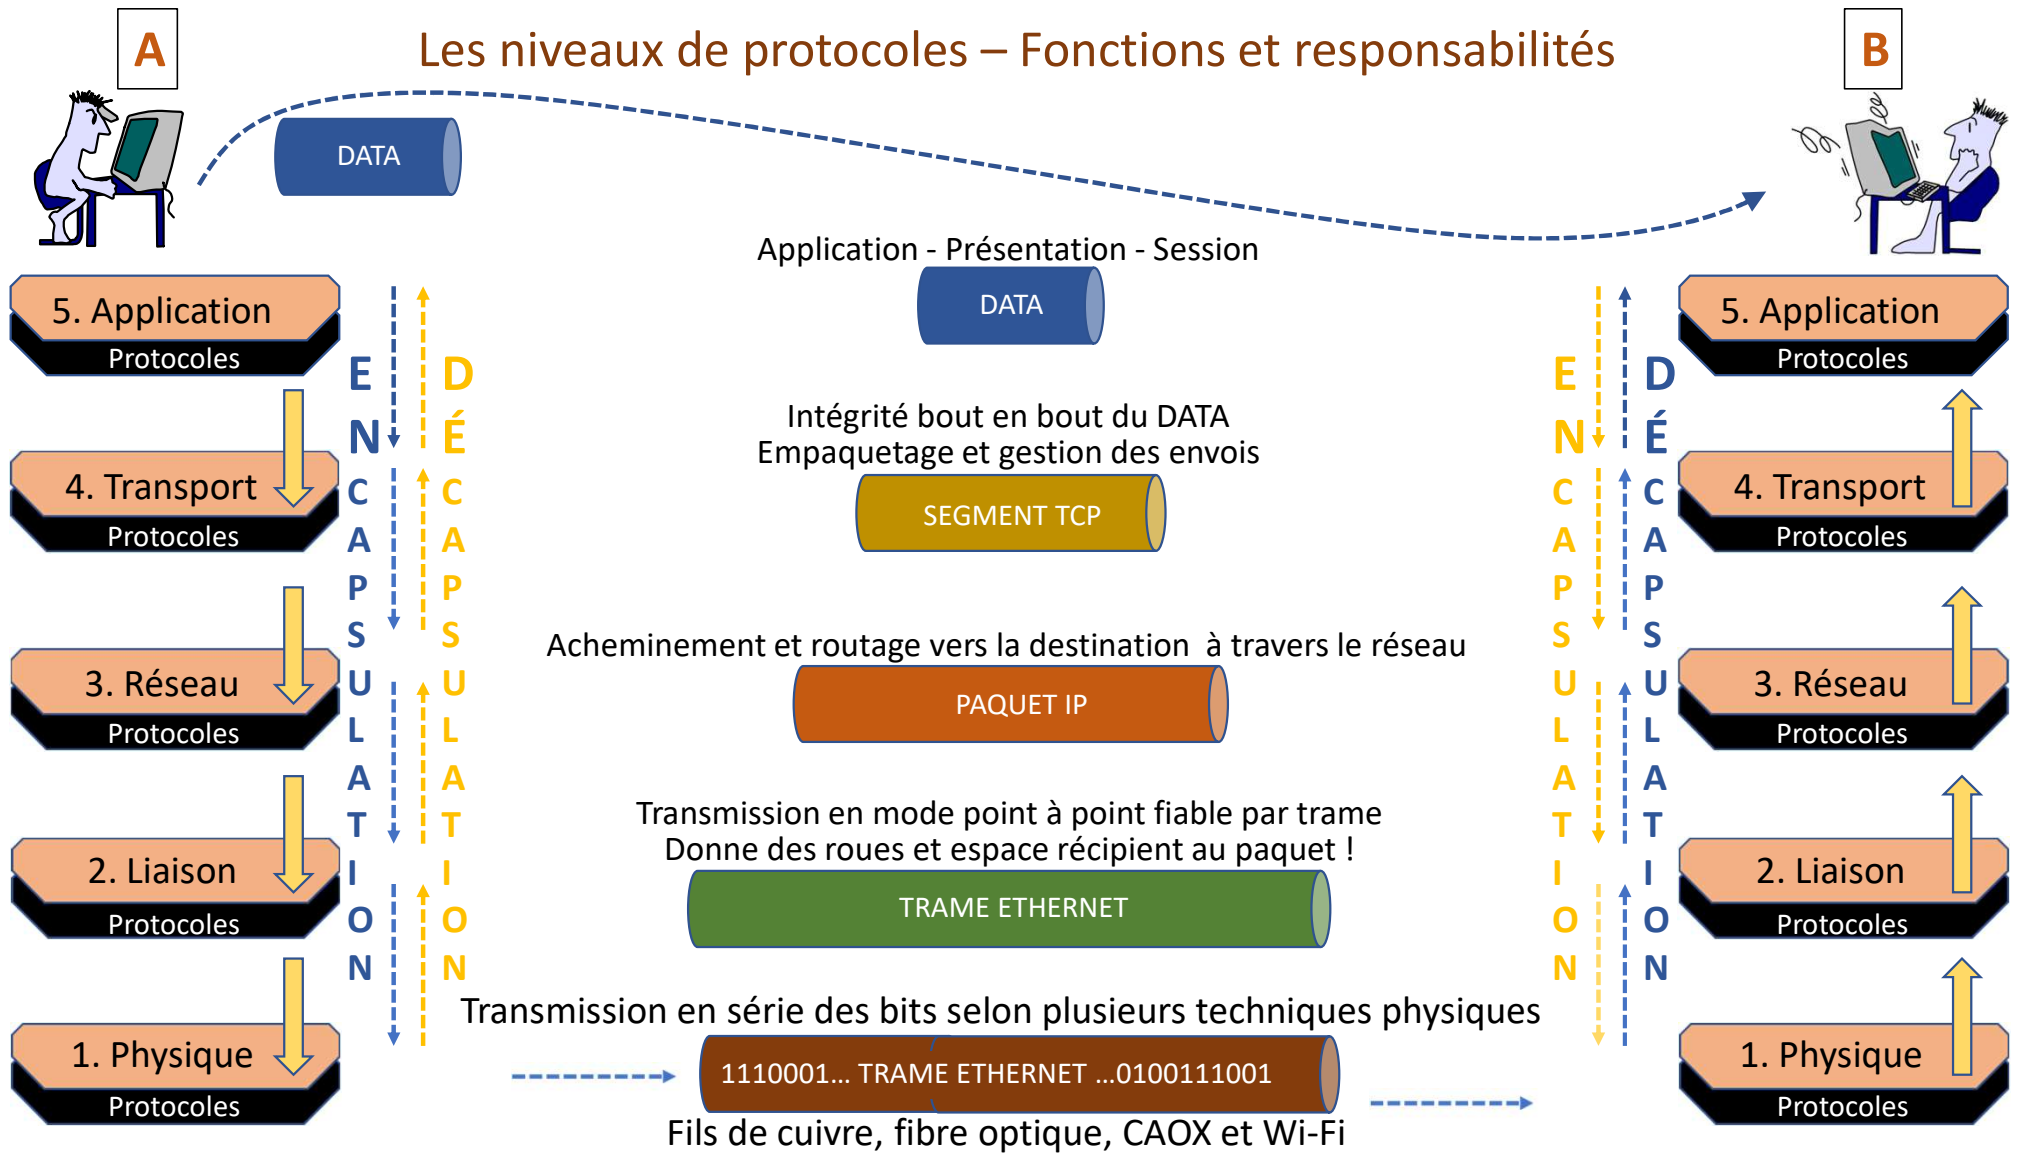 A
Les niveaux de protocoles – Fonctions et responsabilités
B
DATA
Application - Présentation - Session
DATA
5. Application
Protocoles
5. Application
Protocoles
Intégrité bout en bout du DATA
Empaquetage et gestion des envois
SEGMENT TCP
4. Transport
Protocoles
4. Transport
Protocoles
Acheminement et routage vers la destination à travers le réseau
PAQUET IP
3. Réseau
Protocoles
3. Réseau
Protocoles
Transmission en mode point à point fiable par trame
Donne des roues et espace récipient au paquet !
TRAME ETHERNET
2. Liaison
Protocoles
2. Liaison
Protocoles
Transmission en série des bits selon plusieurs techniques physiques
1110001... TRAME ETHERNET ...0100111001
Fils de cuivre, fibre optique, CAOX et Wi-Fi
1. Physique
Protocoles
1. Physique
Protocoles
ENCAPSULATION
DÉCAPSULATION
ENCAPSULATION
DÉCAPSULATION